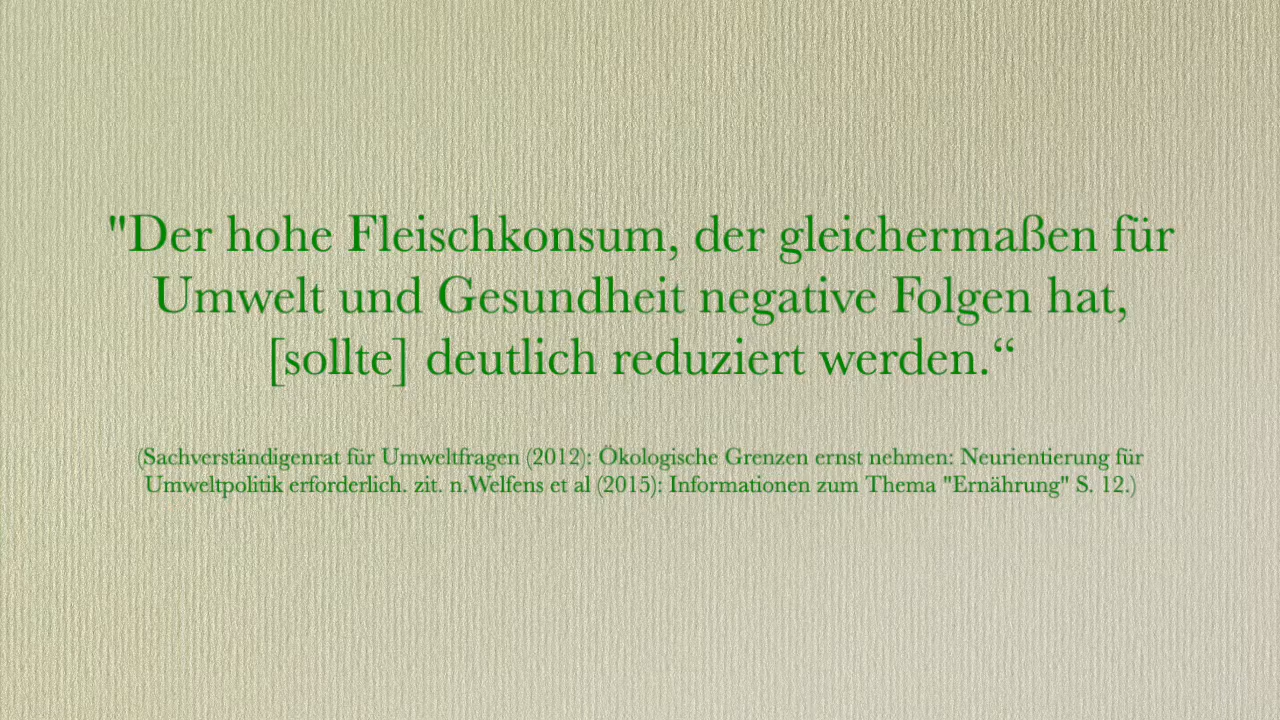 "Der hohe Fleischkonsum, der gleichermaßen für
Umwelt und Gesundheit negative Folgen hat,
[sollte] deutlich reduziert werden.“
(Sachverständigenrat für Umweltfragen (2012): Ökologische Grenzen ernst nehmen: Neurientierung für
Umweltpolitik erforderlich. zit. n.Welfens et al (2015): Informationen zum Thema "Ernährung" S. 12.)